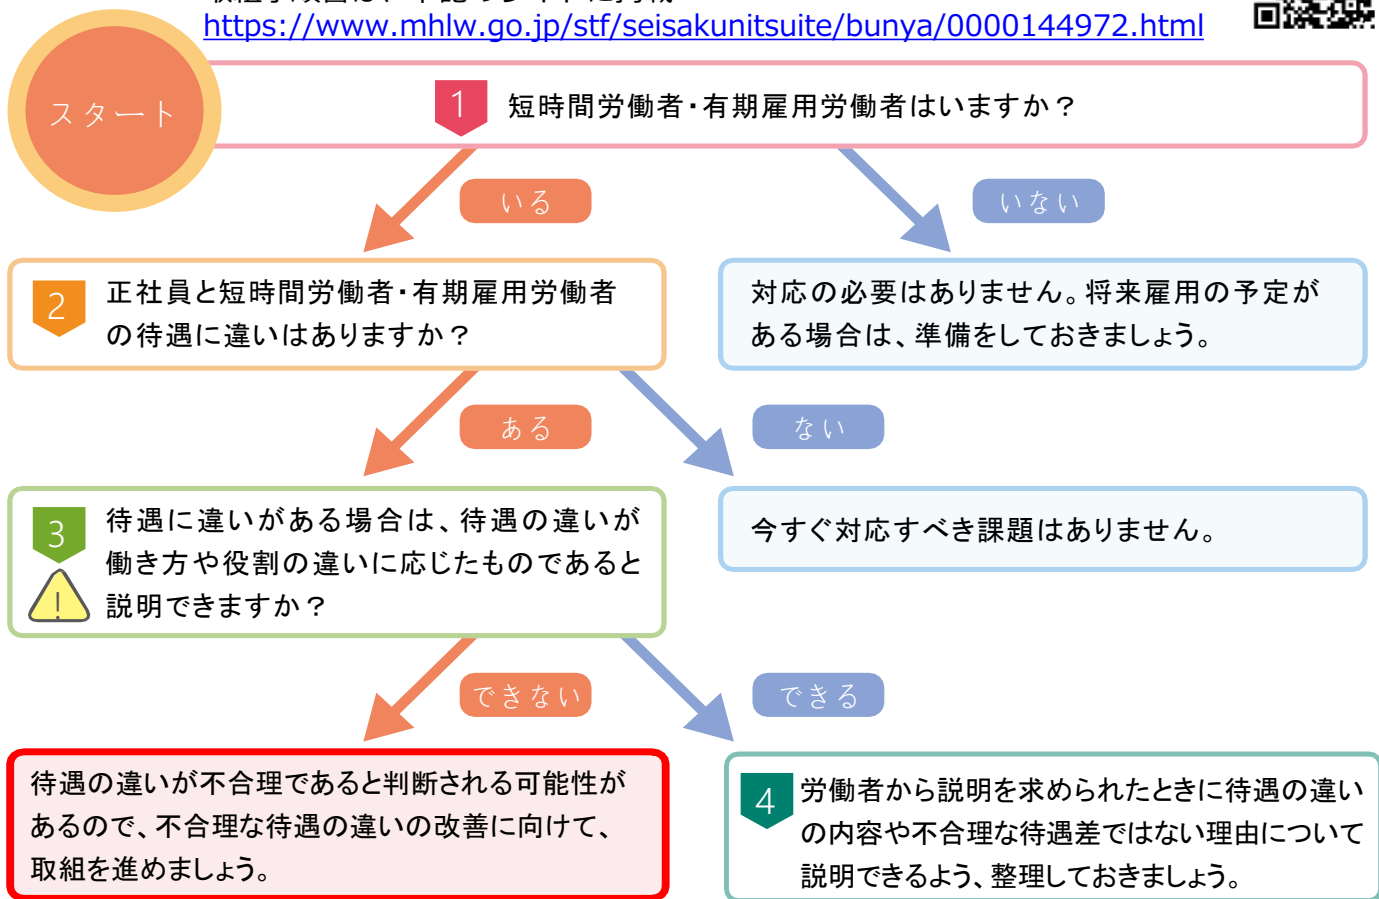 https://www.mhlw.go.jp/stf/seisakunitsuite/bunya/0000144972.html
スタート
1 短時間労働者・有期雇用労働者はいますか？
いる
いない
2 正社員と短時間労働者・有期雇用労働者
の待遇に違いはありますか？
対応の必要はありません。将来雇用の予定が
ある場合は、準備をしておきましょう。
ある
ない
3 待遇に違いがある場合は、待遇の違いが
働き方や役割の違いに応じたものであると
説明できますか？
今すぐ対応すべき課題はありません。
できない
できる
待遇の違いが不合理であると判断される可能性が
あるので、不合理な待遇の違いの改善に向けて、
取組を進めましょう。
4 労働者から説明を求められたときに待遇の違い
の内容や不合理な待遇差ではない理由について
説明できるよう、整理しておきましょう。